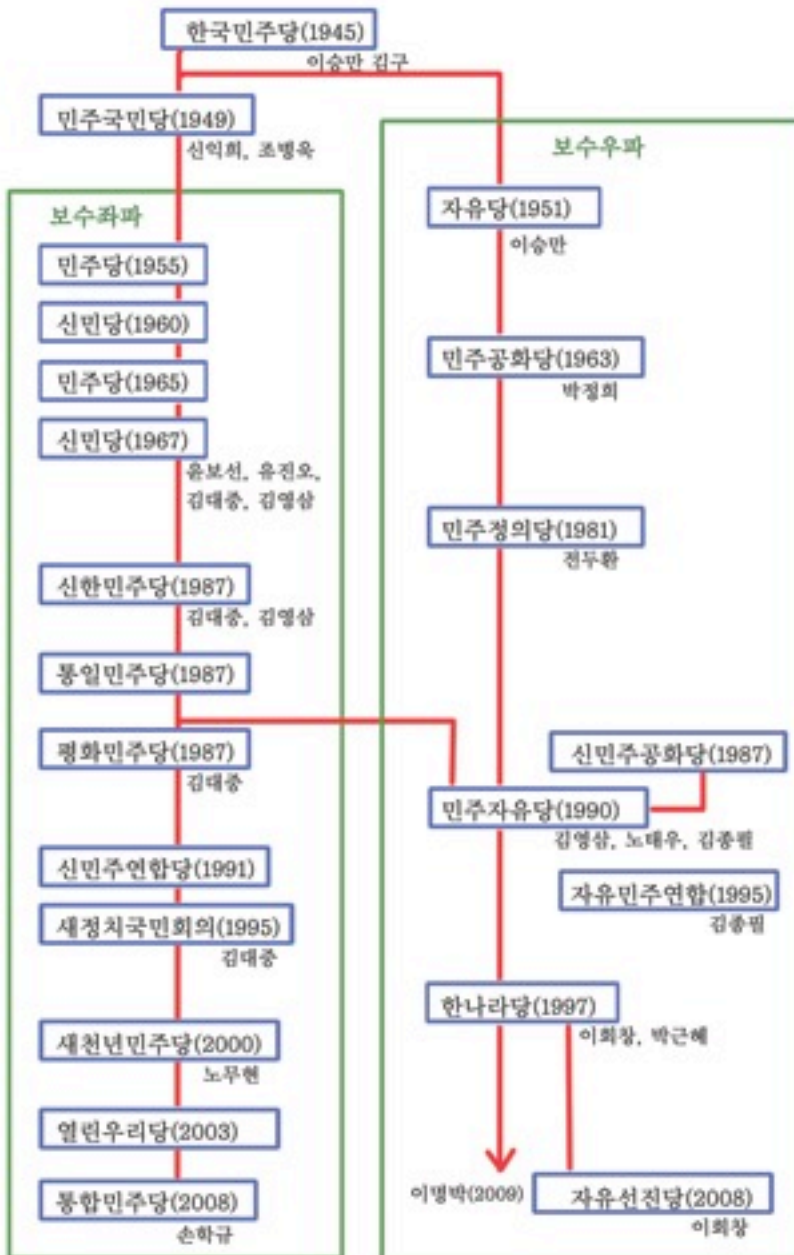 한국민주당(1945)
이승만 김구
민주국민당(1949)
신익희, 조병옥
보수좌파
민주당(1955)
신민당(1960)
민주당(1965)
신민당(1967)
윤보선, 유진오,
김대중, 김영삼
신한민주당(1987)
김대중, 김영삼
통일민주당(1987)
평화민주당(1987)
김대중
신민주연합당(1991)
새정치국민회의(1995)
김대중
새천년민주당(2000)
노무현
열린우리당(2003)
통합민주당(2008)
손학규
보수우파
자유당(1951)
이승만
민주공화당(1963)
박정희
민주정의당(1981)
전두환
신민주공화당(1987)
민주자유당(1990)
김영삼, 노태우, 김종필
자유민주연합(1995)
김종필
한나라당(1997)
이회창, 박근혜
이명박(2009)
자유선진당(2008)
이회창